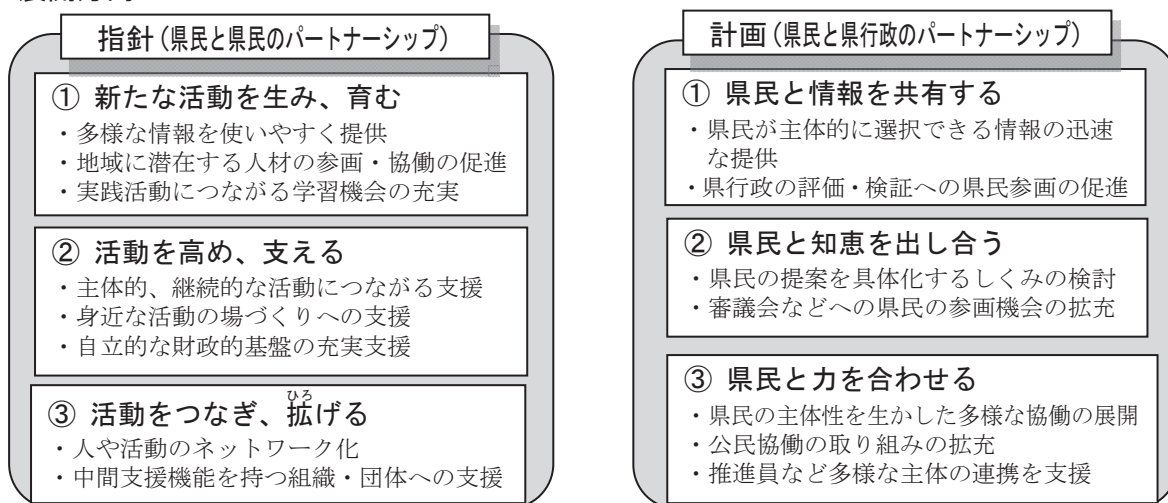 指針(県民と県民のパートナーシップ)
① 新たな活動を生み、育む
・多様な情報を使いやすく提供
・地域に潜在する人材の参画・協働の促進
・実践活動につながる学習機会の充実
② 活動を高め、支える
・主体的、継続的な活動につながる支援
・身近な活動の場づくりへの支援
・自立的な財政的基盤の充実支援
③ 活動をつなぎ、拡げる
ひろ
・人や活動のネットワーク化
・中間支援機能を持つ組織・団体への支援
計画(県民と県行政のパートナーシップ)
① 県民と情報を共有する
・県民が主体的に選択できる情報の迅速
な提供
・県行政の評価・検証への県民参画の促進
② 県民と知恵を出し合う
・県民の提案を具体化するしくみの検討
・審議会などへの県民の参画機会の拡充
③ 県民と力を合わせる
・県民の主体性を生かした多様な協働の展開
・公民協働の取り組みの拡充
・推進員など多様な主体の連携を支援